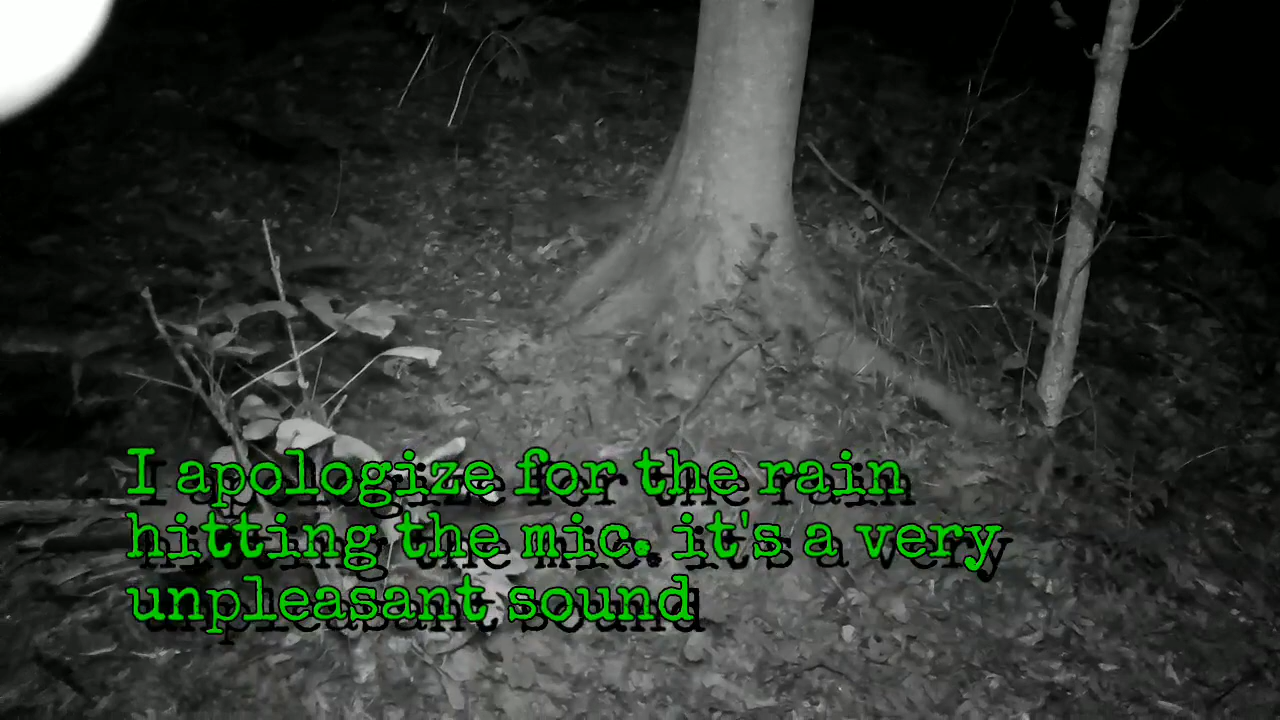 I apologize for the rain
hitting the mic. it's a very
unpleasant sound